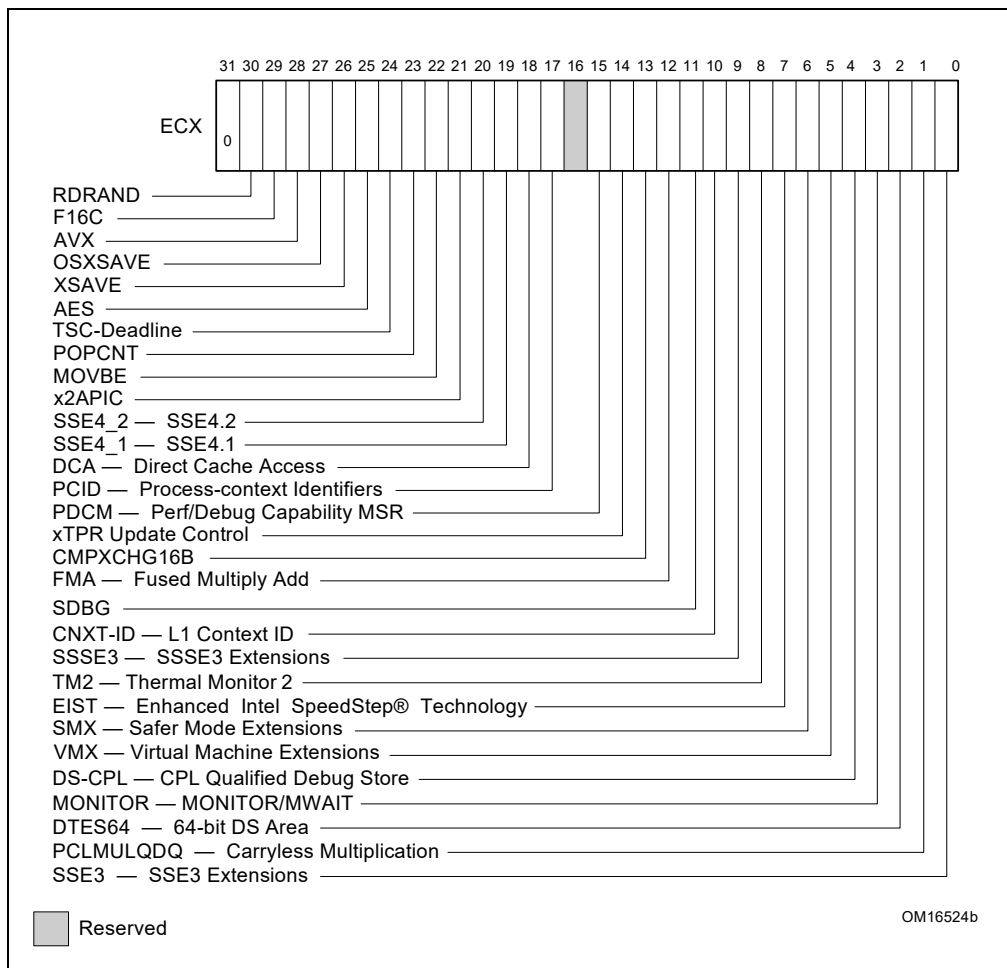 31 30 29 28 27 26 25 24 23 22 21 20 19 18 17 16 15 14 13 12 11 10 9 8 7 6 5 4 3 2 1 0
ECX
0
RDRAND
F16C
AVX
OSXSAVE
XSAVE
AES
TSC-Deadline
POPCNT
MOVBE
x2APIC
SSE4_2 — SSE4.2
SSE4_1 — SSE4.1
DCA — Direct Cache Access
PCID — Process-context Identifiers
PDCM — Perf/Debug Capability MSR
xTPR Update Control
CMPXCHG16B
FMA — Fused Multiply Add
SDBG
CNXT-ID — L1 Context ID
SSSE3 — SSSE3 Extensions
TM2 — Thermal Monitor 2
EIST — Enhanced Intel SpeedStep® Technology
SMX — Safer Mode Extensions
VMX — Virtual Machine Extensions
DS-CPL — CPL Qualified Debug Store
MONITOR — MONITOR/MWAIT
DTES64 — 64-bit DS Area
PCLMULQDQ — Carryless Multiplication
SSE3 — SSE3 Extensions
Reserved
OM16524b